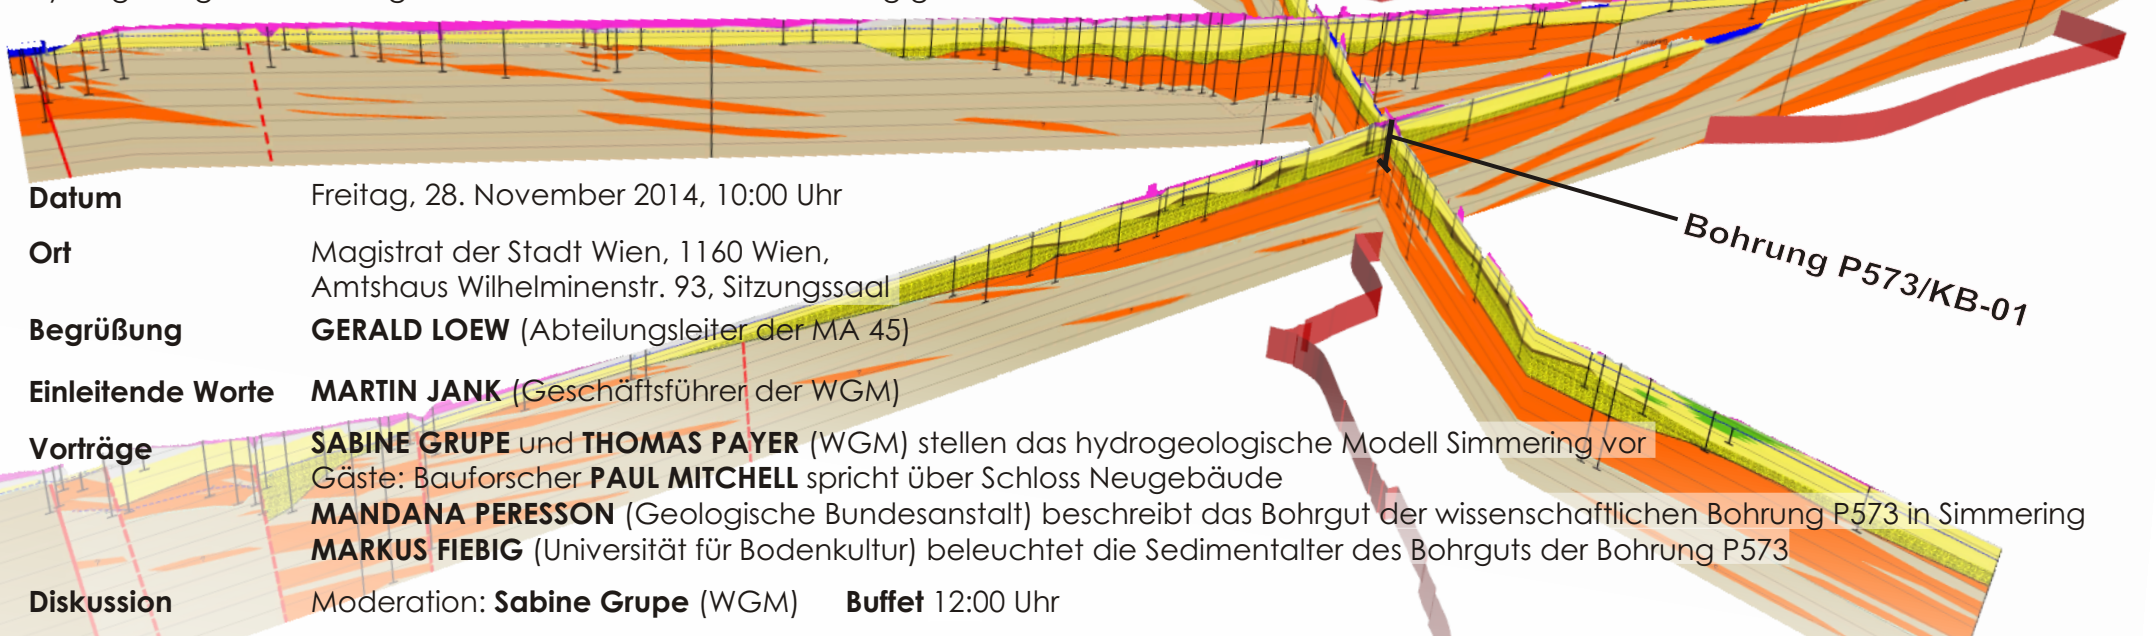 Datum Freitag, 28. November 2014, 10:00 Uhr
Ort Magistrat der Stadt Wien, 1160 Wien,
Amtshaus Wilhelminenstr. 93, Sitzungssaal
Bohrung P573/KB-01
Begrüßung GERALD LOEW (Abteilungsleiter der MA 45)
Einleitende Worte MARTIN JANK (Geschäftsführer der WGM)
Vorträge SABINE GRUPE und THOMAS PAYER (WGM) stellen das hydrogeologische Modell Simmering vor
Gäste: Bauforscher PAUL MITCHELL spricht über Schloss Neugebäude
MANDANA PERESSON (Geologische Bundesanstalt) beschreibt das Bohrgut der wissenschaftlichen Bohrung P573 in Simmering
MARKUS FIEBIG (Universität für Bodenkultur) beleuchtet die Sedimentalter des Bohrguts der Bohrung P573
Diskussion Moderation: Sabine Grupe (WGM) Buffet 12:00 Uhr